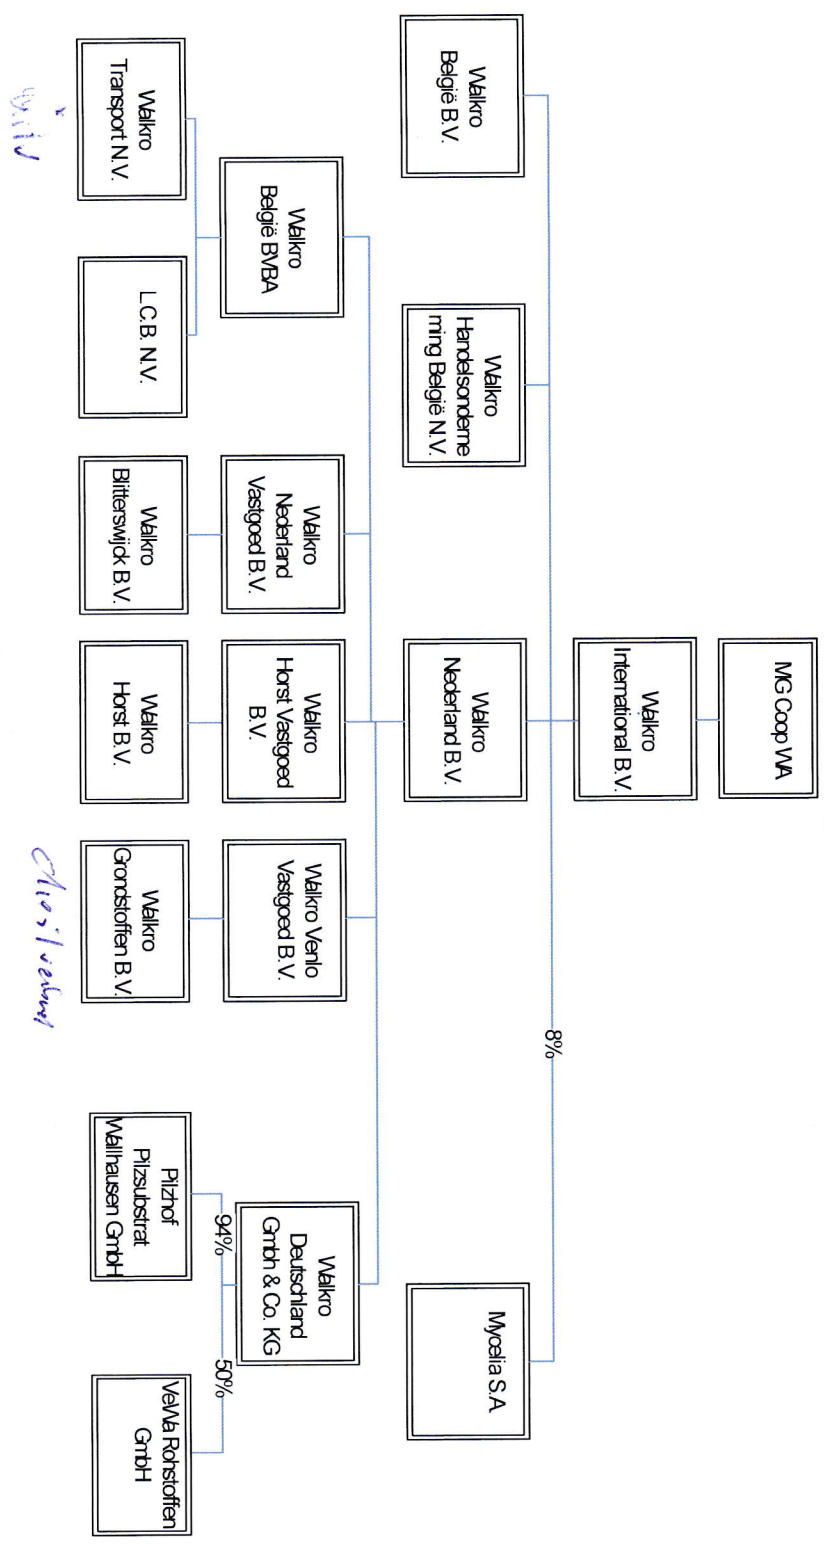 MG Coop WA
Walkro
International B.V.
Walkro
België B.V.
Walkro
Handelsonderne
ming België N.V.
Walkro
Nederland B.V.
8%
Mycelia S.A.
Walkro
België BVBA
Walkro
Nederland
Vastgoed B.V.
Walkro
Horst Vastgoed
B.V.
Walkro Venlo
Vastgoed B.V.
Walkro
Deutschland
Gmbh & Co. KG
94%
50%
Walkro
Transport N.V.
L.C.B. N.V.
Walkro
Blitterswijck B.V.
Walkro
Horst B.V.
Walkro
Grondstoffen B.V.
Pilzhof
Pilzsubstrat
Wallhausen GmbH
VeWa Rohstoffen
GmbH